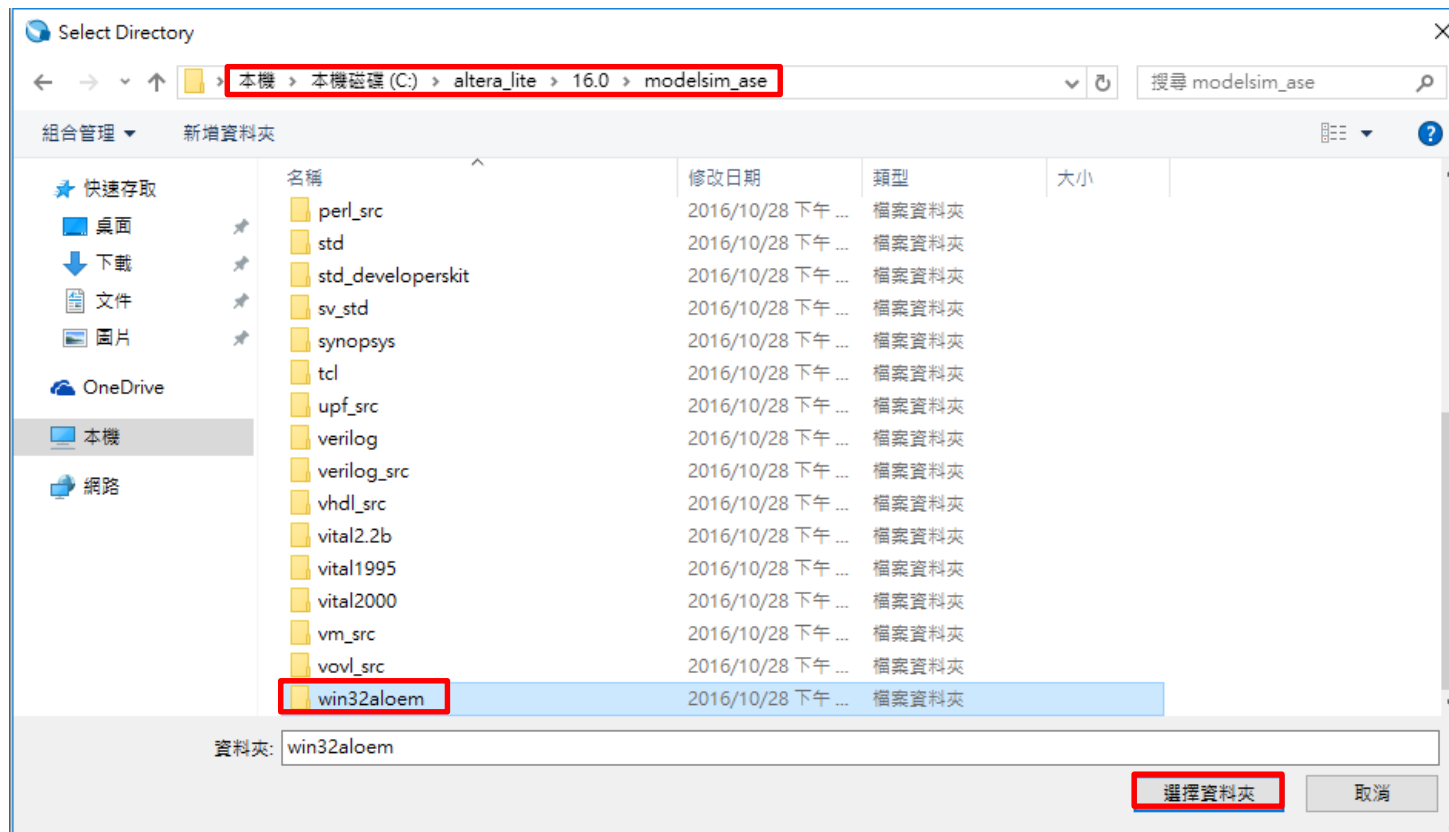 Select Directory
本機 > 本機磁碟 (C:) > altera_lite > 16.0 > modelsim_ase
搜尋 modelsim_ase
組合管理 新增資料夾
快速存取
桌面
下載
文件
圖片
OneDrive
本機
網路
名稱 修改日期 類型 大小
perl_src 2016/10/28 下午 ... 檔案資料夾
std 2016/10/28 下午 ... 檔案資料夾
std_developerskit 2016/10/28 下午 ... 檔案資料夾
sv_std 2016/10/28 下午 ... 檔案資料夾
synopsys 2016/10/28 下午 ... 檔案資料夾
tcl 2016/10/28 下午 ... 檔案資料夾
upf_src 2016/10/28 下午 ... 檔案資料夾
verilog 2016/10/28 下午 ... 檔案資料夾
verilog_src 2016/10/28 下午 ... 檔案資料夾
vhdl_src 2016/10/28 下午 ... 檔案資料夾
vital2.2b 2016/10/28 下午 ... 檔案資料夾
vital1995 2016/10/28 下午 ... 檔案資料夾
vital2000 2016/10/28 下午 ... 檔案資料夾
vm_src 2016/10/28 下午 ... 檔案資料夾
vovl_src 2016/10/28 下午 ... 檔案資料夾
win32aloem 2016/10/28 下午 ... 檔案資料夾
資料夾: win32aloem
選擇資料夾 取消